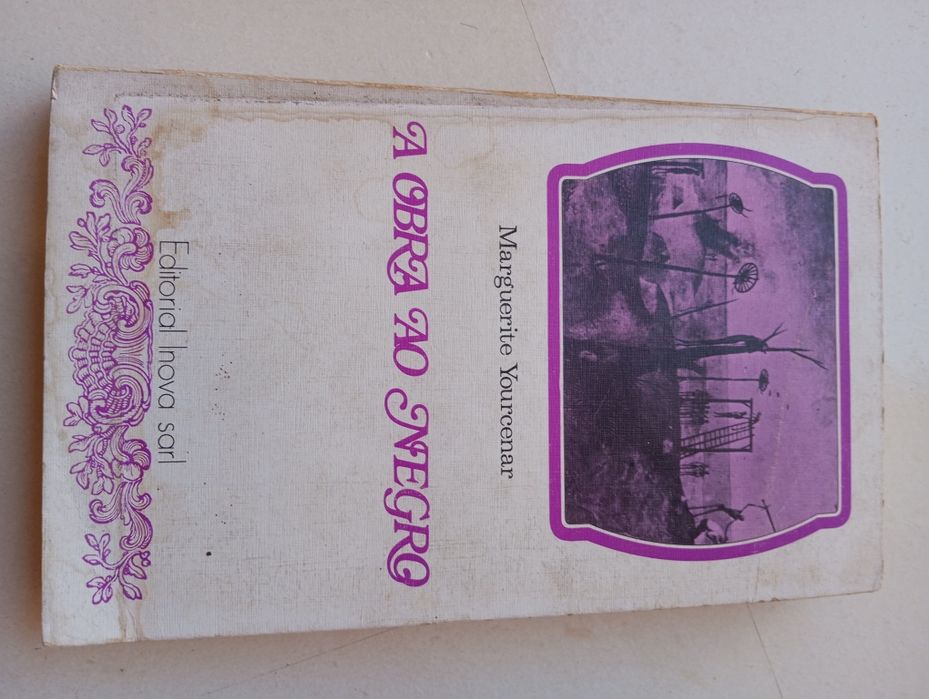 Marguerite Yourcenar
A OBRA AO NEGRO
Editorial Inova sarl